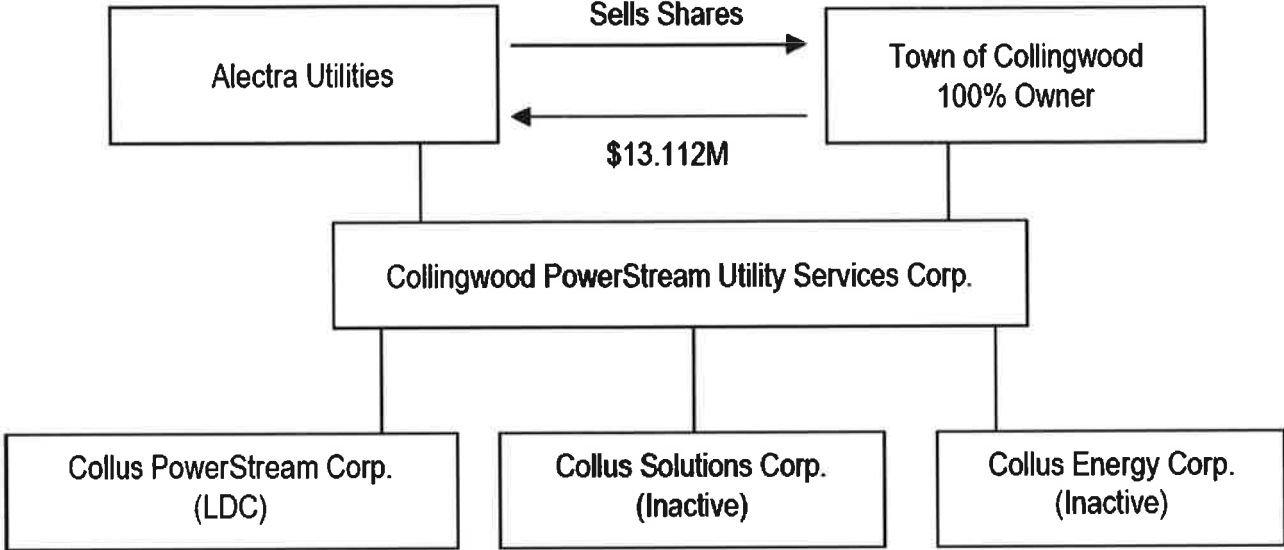 Sells Shares
Alectra Utilities
Town of Collingwood
100% Owner
$13.112M
Collingwood PowerStream Utility Services Corp.
Collus PowerStream Corp.
(LDC)
Collus Solutions Corp.
(Inactive)
Collus Energy Corp.
(Inactive)